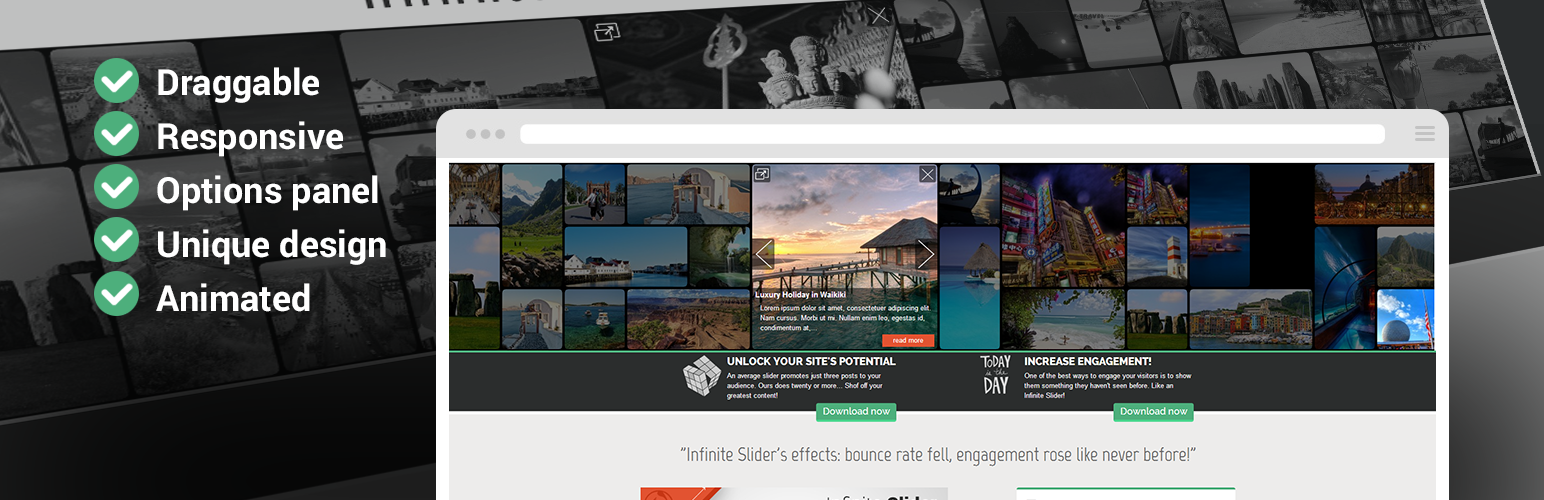 Draggable
Responsive
Options panel
Unique design
Animated
Luxury Holiday in Waikiki
Lorem ipsum dolor sit amet, consectetuer adipiscing elit.
Nam cursus. Morbi ut mi. Nullam enim leo, egestas id,
condimentum at,...
read more
UNLOCK YOUR SITE'S POTENTIAL
An average slider promotes just three posts to your
audience. Ours does twenty or more... Shof off your
greatest content!
Download now
TODAY
is the
DAY
INCREASE ENGAGEMENT!
One of the best ways to engage your visitors is to show
them something they haven't seen before. Like an
Infinite Slider!
Download now
"Infinite Slider's effects: bounce rate fell, engagement rose like never before!"